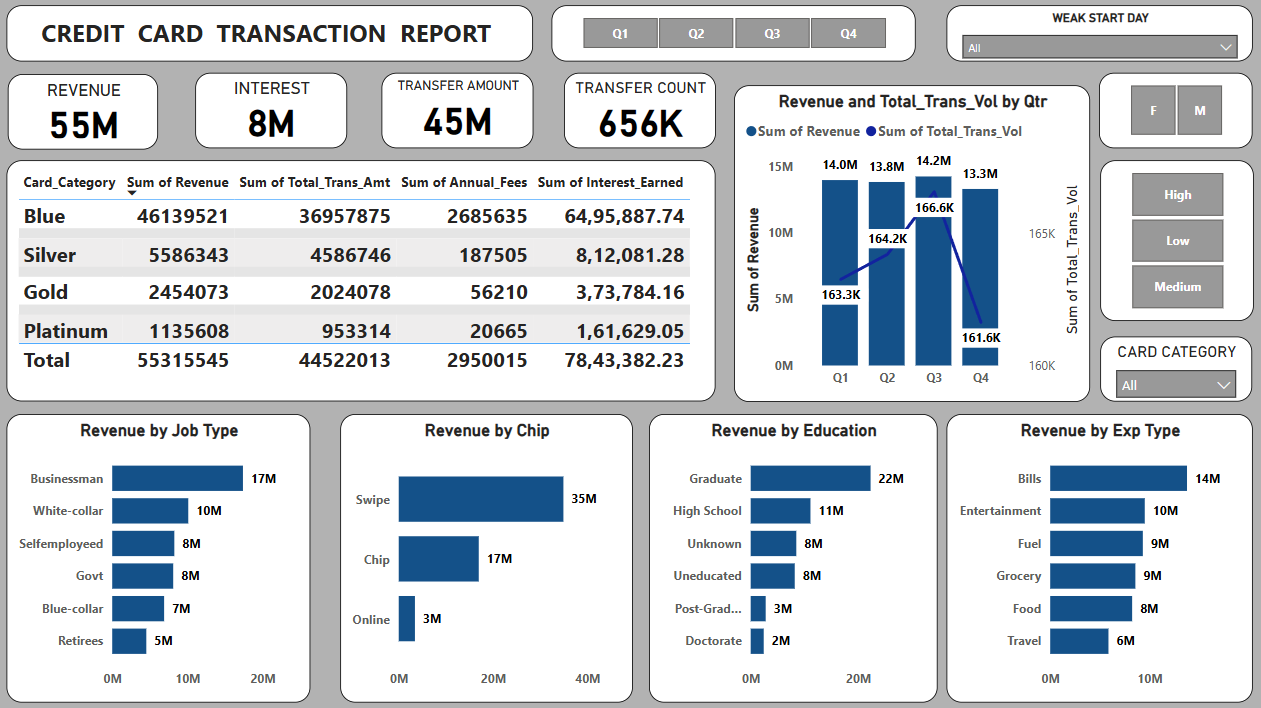 CREDIT CARD TRANSACTION REPORT
Q1 Q2 Q3 Q4
WEAK START DAY
All
REVENUE
55M
INTEREST
8M
TRANSFER AMOUNT
45M
TRANSFER COUNT
656K
Card_Category Sum of Revenue Sum of Total_Trans_Amt Sum of Annual_Fees Sum of Interest_Earned
Blue 46139521 36957875 2685635 64,95,887.74
Silver 5586343 4586746 187505 8,12,081.28
Gold 2454073 2024078 56210 3,73,784.16
Platinum 1135608 953314 20665 1,61,629.05
Total 55315545 44522013 2950015 78,43,382.23
Revenue and Total_Trans_Vol by Qtr
Sum of Revenue Sum of Total_Trans_Vol
Sum of Revenue
15M
10M
5M
0M
14.0M 13.8M 14.2M 13.3M
163.3K 164.2K 166.6K 161.6K
Q1 Q2 Q3 Q4
165K
160K
Sum of Total_Trans_Vol
F M
High
Low
Medium
CARD CATEGORY
All
Revenue by Job Type
Businessman 17M
White-collar 10M
Selfemployeed 8M
Govt 8M
Blue-collar 7M
Retirees 5M
0M 10M 20M
Revenue by Chip
Swipe 35M
Chip 17M
Online 3M
0M 20M 40M
Revenue by Education
Graduate 22M
High School 11M
Unknown 8M
Uneducated 8M
Post-Grad... 3M
Doctorate 2M
0M 20M
Revenue by Exp Type
Bills 14M
Entertainment 10M
Fuel 9M
Grocery 9M
Food 8M
Travel 6M
0M 10M